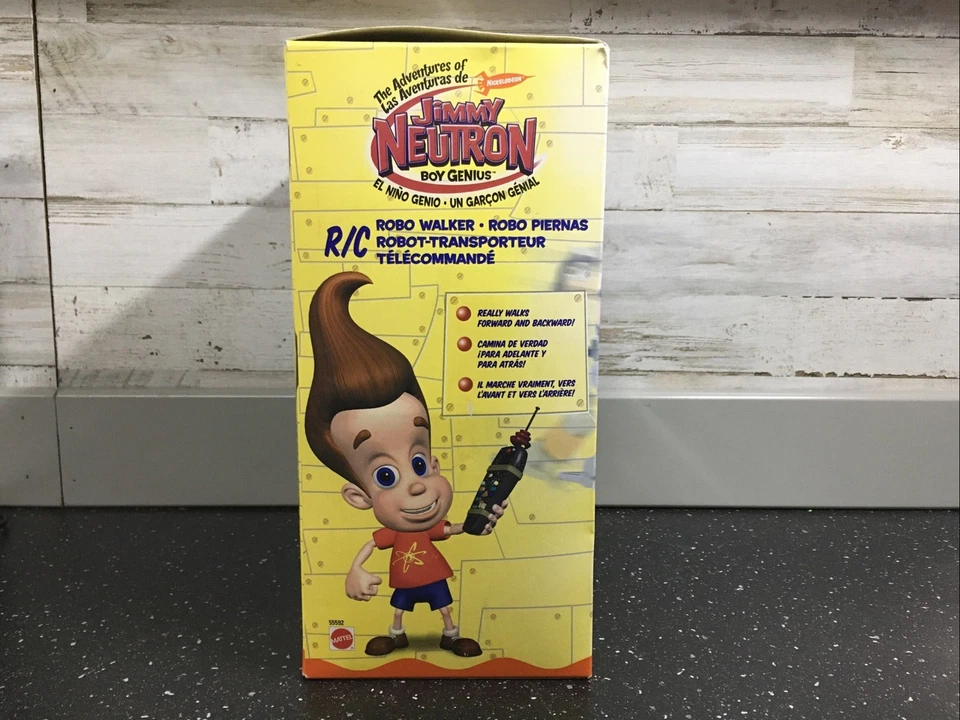 The Adventures of
Las Aventuras de
NICKELODEON
JIMMY
NEUTRON
BOY GENIUS™
EL NIÑO GENIO • UN GARÇON GÉNIAL
R/C
ROBO WALKER • ROBO PIERNAS
ROBOT-TRANSPORTEUR
TÉLÉCOMMANDÉ
REALLY WALKS
FORWARD AND BACKWARD!
CAMINA DE VERDAD
¡PARA ADELANTE Y
PARA ATRÁS!
IL MARCHE VRAIMENT, VERS
L'AVANT ET VERS L'ARRIÈRE!
55592
MATTEL